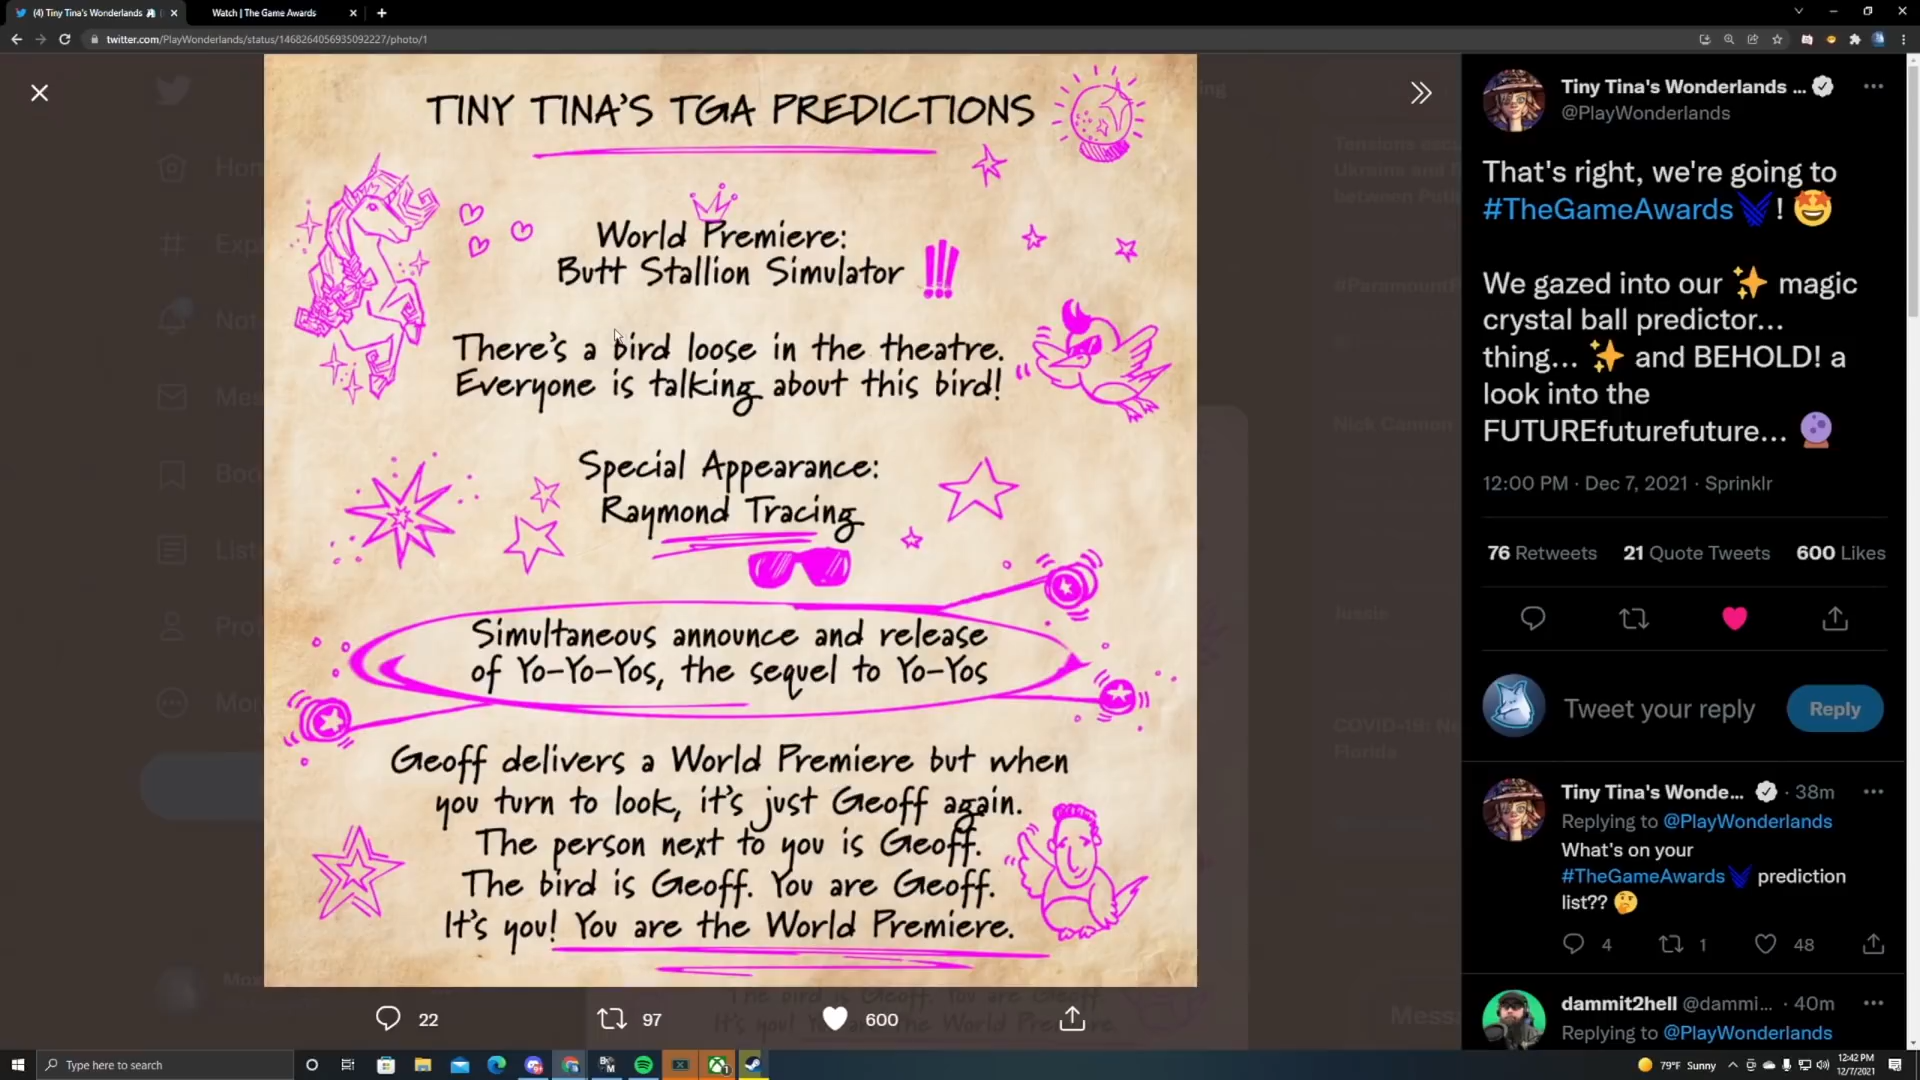 (4) Tiny Tina's Wonderlands
Watch | The Game Awards
twitter.com/PlayWonderlands/status/1468264056935092227/photo/1
TINY TINA'S TGA PREDICTIONS
World Premiere:
Butt Stallion Simulator !!!
There's a bird loose in the theatre.
Everyone is talking about this bird!
Special Appearance:
Raymond Tracing
Simultaneous announce and release
of Yo-Yo-Yos, the sequel to Yo-Yos
Geoff delivers a World Premiere but when
you turn to look, it's just Geoff again.
The person next to you is Geoff.
The bird is Geoff. You are Geoff.
It's you! You are the World Premiere.
22
97
600
Tiny Tina's Wonderlands ...
@PlayWonderlands
That's right, we're going to
#TheGameAwards ! 🤩
We gazed into our ✨ magic
crystal ball predictor...
thing... ✨ and BEHOLD! a
look into the
FUTUREfuturefuture... 🔮
12:00 PM · Dec 7, 2021 · Sprinklr
76 Retweets 21 Quote Tweets 600 Likes
Tweet your reply
Reply
Tiny Tina's Wonde... · 38m
Replying to @PlayWonderlands
What's on your
#TheGameAwards prediction
list?? 🤔
4 1 48
dammit2hell @dammi... · 40m
Replying to @PlayWonderlands
Type here to search
79°F Sunny
12:42 PM
12/7/2021